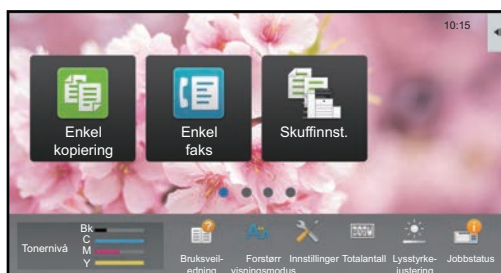 10:15
Enkel
kopiering
Enkel
faks
Skuffinnst.
Tonernivå
Bk
C
M
Y
Bruksveil-
edning
Forstørr
visningsmodus
Innstillinger
Totalantall
Lysstyrke-
justering
Jobbstatus